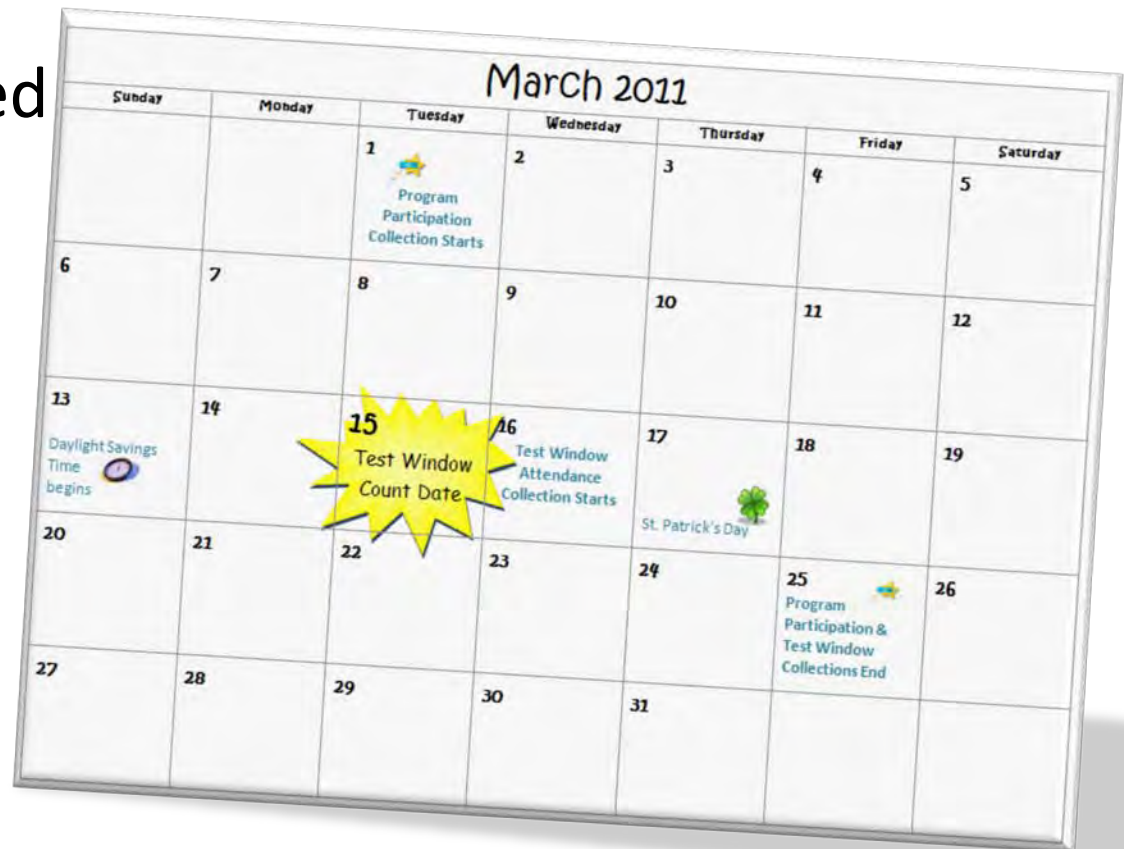 ed
March 2011
Sunday Monday Tuesday Wednesday Thursday Friday Saturday
1 2 3 4 5
Program
Participation
Collection Starts
6 7 8 9 10 11 12
13 14 15 16 17 18 19
Daylight Savings
Time
begins
Test Window
Count Date
Test Window
Attendance
Collection Starts
St. Patrick's Day
20 21 22 23 24 25 26
Program
Participation &
Test Window
Collections End
27 28 29 30 31